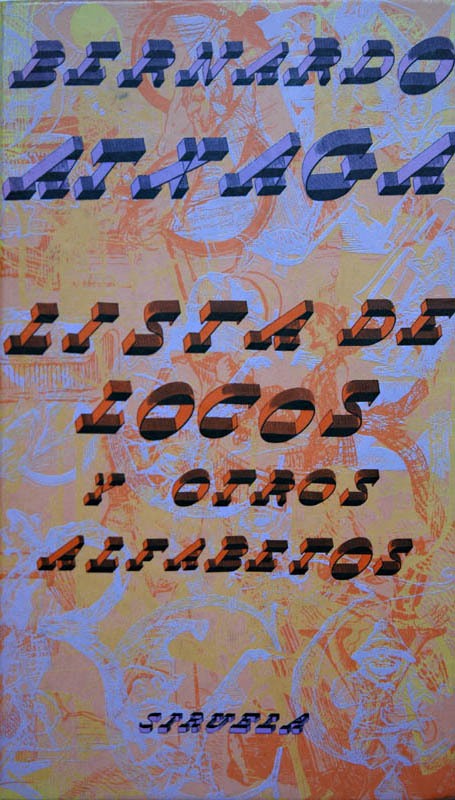 BERNARDO
ATXAGA
LISTA DE
LOCOS
Y OTROS
ALFABETOS
SIRUELA